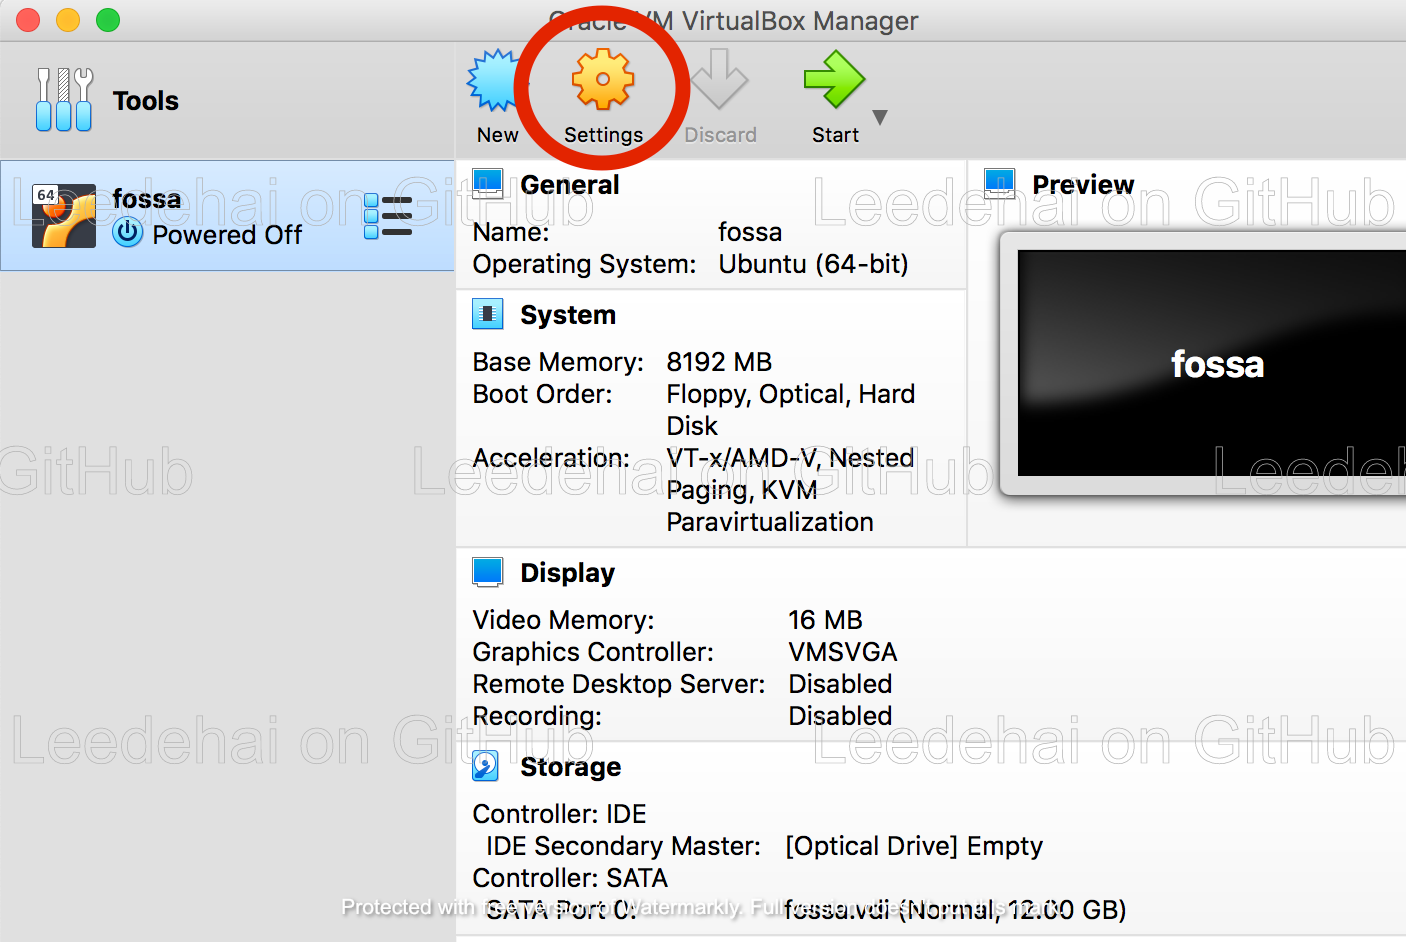 Oracle VM VirtualBox Manager
Tools
New
Settings
Discard
Start
64
fossa
Powered Off
General
Name: fossa
Operating System: Ubuntu (64-bit)
Preview
fossa
System
Base Memory: 8192 MB
Boot Order: Floppy, Optical, Hard
Disk
Acceleration: VT-x/AMD-V, Nested
Paging, KVM
Paravirtualization
Display
Video Memory: 16 MB
Graphics Controller: VMSVGA
Remote Desktop Server: Disabled
Recording: Disabled
Storage
Controller: IDE
IDE Secondary Master: [Optical Drive] Empty
Controller: SATA
SATA Port 0: fossa.vdi (Normal, 12.00 GB)
Leedehai on GitHub
Leedehai on GitHub
GitHub
Leedehai on GitHub
Leedehai
Leedehai on GitHub
Leedehai on GitHub
Protected with free version of Watermarkly. Full version doesn't put this mark.